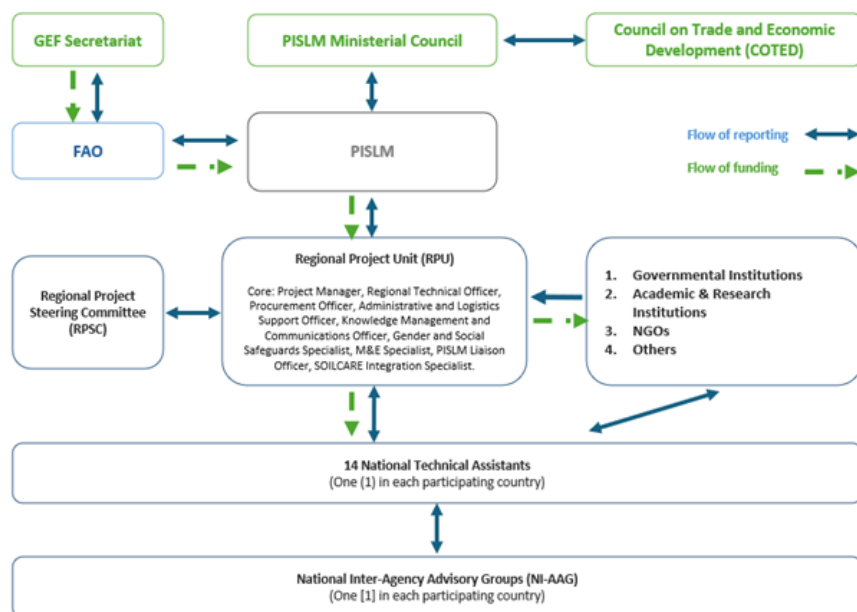 GEF Secretariat
PISLM Ministerial Council
Council on Trade and Economic
Development (COTED)
FAO
PISLM
Flow of reporting
Flow of funding
Regional Project
Steering Committee
(RPSC)
Regional Project Unit (RPU)
Core: Project Manager, Regional Technical Officer,
Procurement Officer, Administrative and Logistics
Support Officer, Knowledge Management and
Communications Officer, Gender and Social
Safeguards Specialist, M&E Specialist, PISLM Liaison
Officer, SOILCARE Integration Specialist.
1. Governmental Institutions
2. Academic & Research
Institutions
3. NGOs
4. Others
14 National Technical Assistants
(One (1) in each participating country)
National Inter-Agency Advisory Groups (NI-AAG)
(One [1] in each participating country)